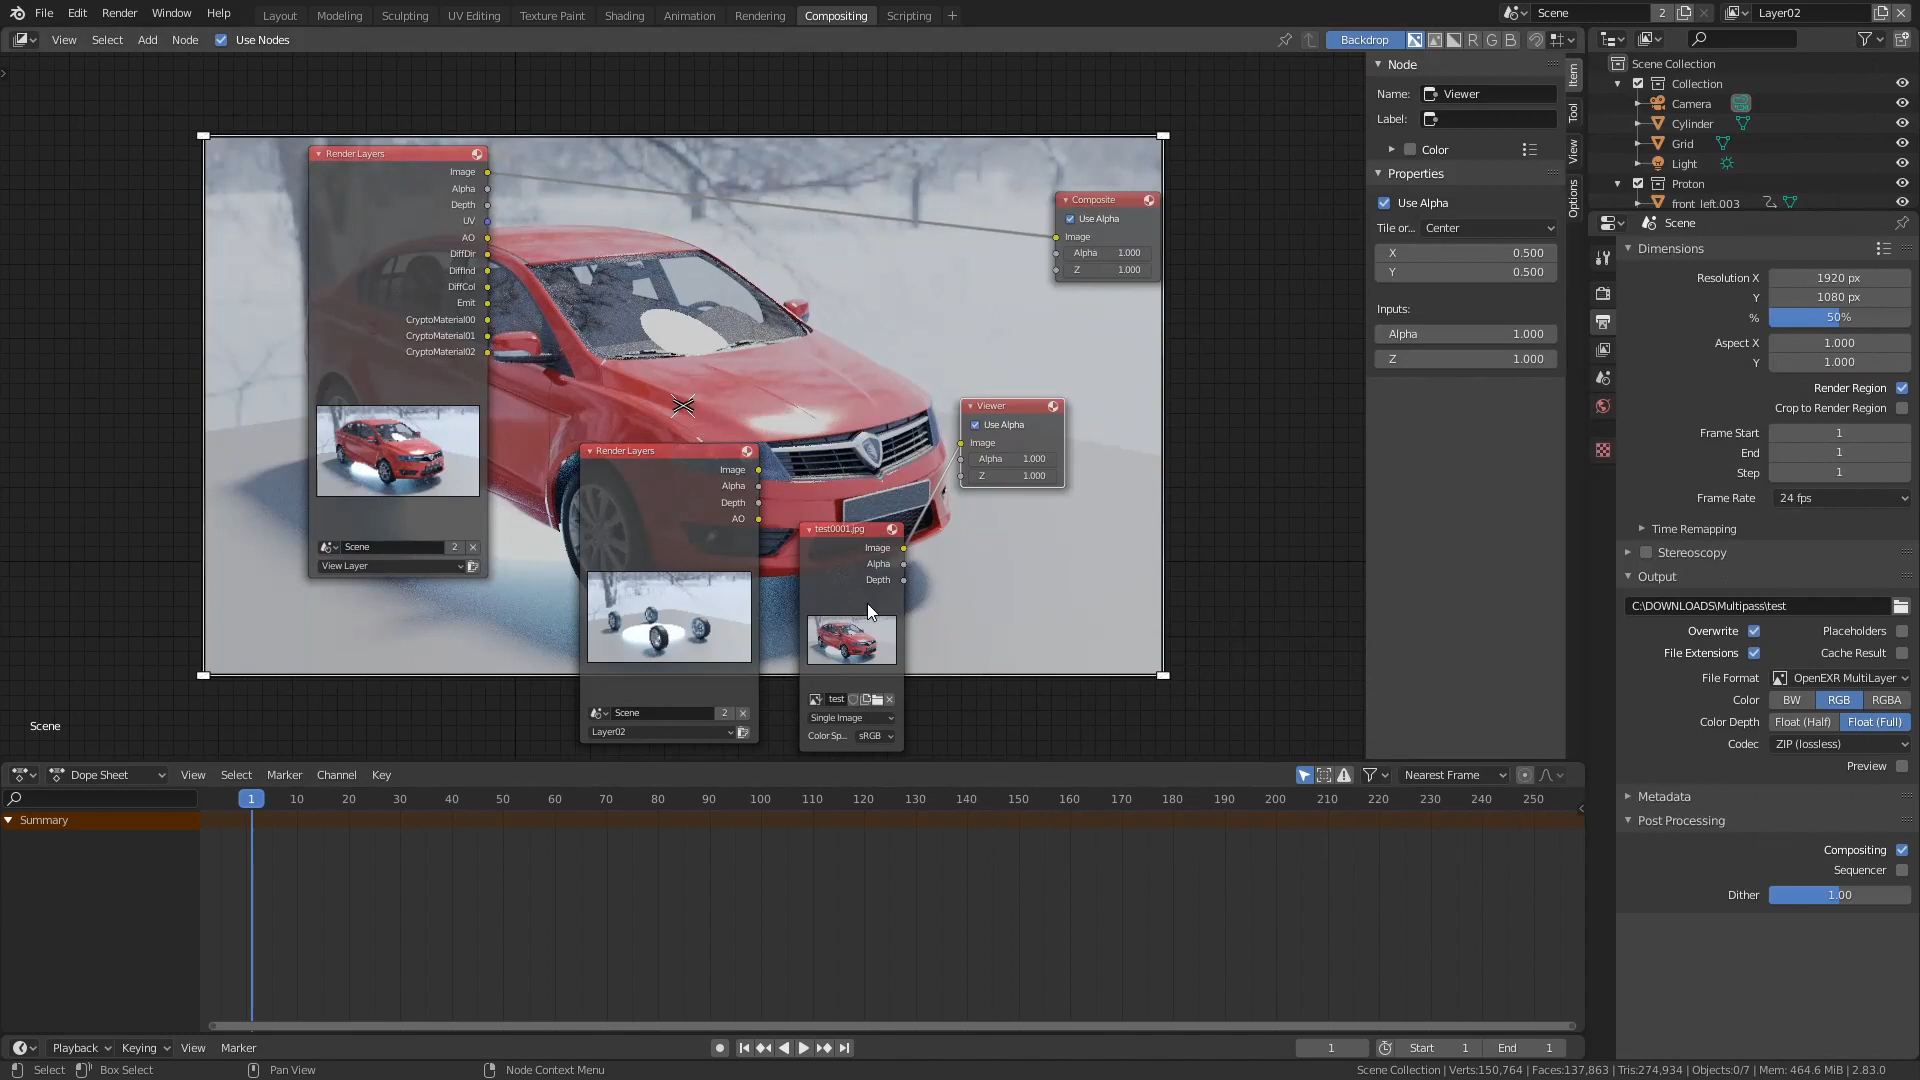 File Edit Render Window Help
Layout Modeling Sculpting UV Editing Texture Paint Shading Animation Rendering Compositing Scripting +
Scene 2
Layer02
View Select Add Node Use Nodes
Backdrop R G B
Node
Name: Viewer
Label:
Color
Properties
Use Alpha
Tile or... Center
X 0.500
Y 0.500
Inputs:
Alpha 1.000
Z 1.000
Item
Tool
View
Options
Render Layers
Image
Alpha
Depth
UV
AO
DiffDir
DiffInd
DiffCol
Emit
CryptoMaterial00
CryptoMaterial01
CryptoMaterial02
Scene 2
View Layer
Render Layers
Image
Alpha
Depth
AO
Scene 2
Layer02
test0001.jpg
Image
Alpha
Depth
test
Single Image
Color Sp... sRGB
Viewer
Use Alpha
Image
Alpha 1.000
Z 1.000
Composite
Use Alpha
Image
Alpha 1.000
Z 1.000
Scene
Scene Collection
Collection
Camera
Cylinder
Grid
Light
Proton
front left.003
Scene
Dimensions
Resolution X 1920 px
Y 1080 px
% 50%
Aspect X 1.000
Y 1.000
Render Region
Crop to Render Region
Frame Start 1
End 1
Step 1
Frame Rate 24 fps
Time Remapping
Stereoscopy
Output
C:\DOWNLOADS\Multipass\test
Overwrite Placeholders
File Extensions Cache Result
File Format OpenEXR MultiLayer
Color BW RGB RGBA
Color Depth Float (Half) Float (Full)
Codec ZIP (lossless)
Preview
Metadata
Post Processing
Compositing
Sequencer
Dither 1.00
Dope Sheet View Select Marker Channel Key
Nearest Frame
1 10 20 30 40 50 60 70 80 90 100 110 120 130 140 150 160 170 180 190 200 210 220 230 240 250
Summary
Playback Keying View Marker
1 Start 1 End 1
Select Box Select Pan View Node Context Menu
Scene Collection | Verts:150,764 | Faces:137,863 | Tris:274,934 | Objects:0/7 | Mem: 464.6 MiB | 2.83.0